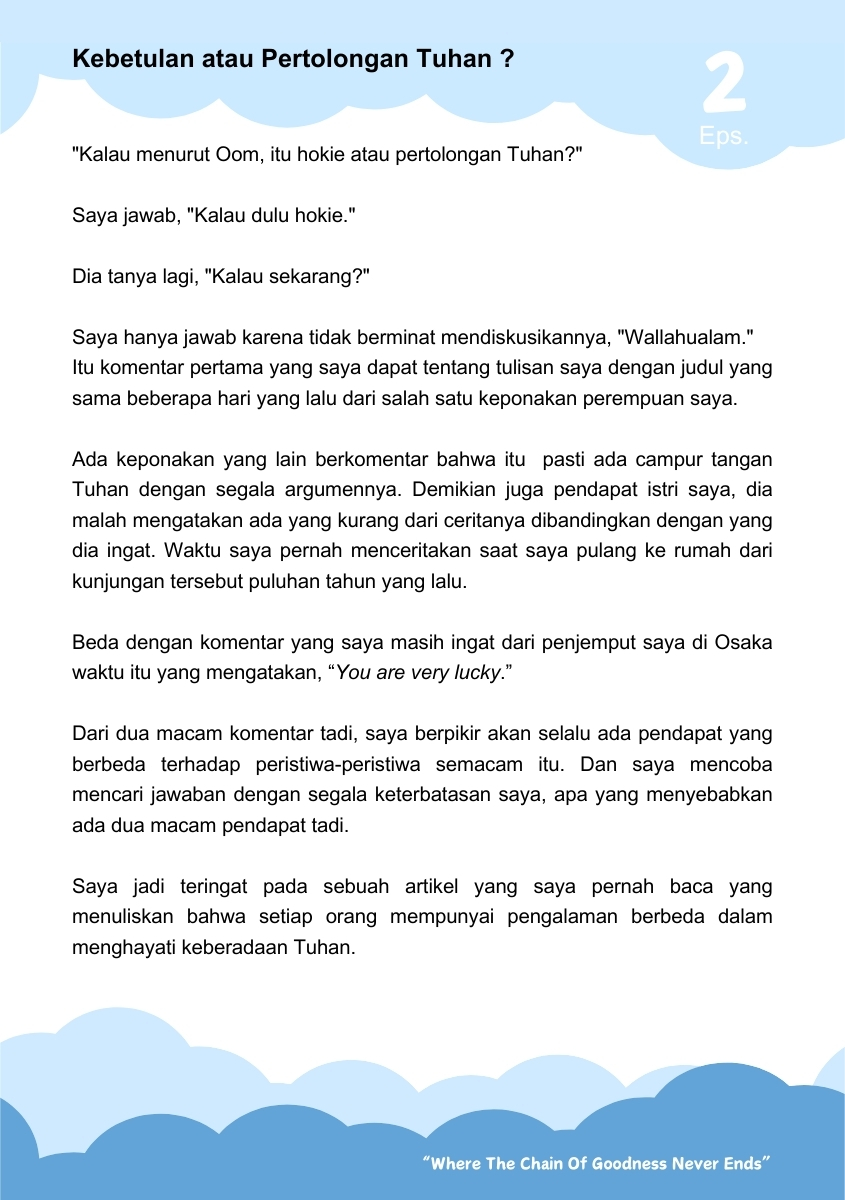 Kebetulan atau Pertolongan Tuhan ?
2
Eps.
"Kalau menurut Oom, itu hokie atau pertolongan Tuhan?"
Saya jawab, "Kalau dulu hokie."
Dia tanya lagi, "Kalau sekarang?"
Saya hanya jawab karena tidak berminat mendiskusikannya, "Wallahualam."
Itu komentar pertama yang saya dapat tentang tulisan saya dengan judul yang
sama beberapa hari yang lalu dari salah satu keponakan perempuan saya.
Ada keponakan yang lain berkomentar bahwa itu  pasti ada campur tangan
Tuhan dengan segala argumennya. Demikian juga pendapat istri saya, dia
malah mengatakan ada yang kurang dari ceritanya dibandingkan dengan yang
dia ingat. Waktu saya pernah menceritakan saat saya pulang ke rumah dari
kunjungan tersebut puluhan tahun yang lalu.
Beda dengan komentar yang saya masih ingat dari penjemput saya di Osaka
waktu itu yang mengatakan, “You are very lucky.”
Dari dua macam komentar tadi, saya berpikir akan selalu ada pendapat yang
berbeda terhadap peristiwa-peristiwa semacam itu. Dan saya mencoba
mencari jawaban dengan segala keterbatasan saya, apa yang menyebabkan
ada dua macam pendapat tadi.
Saya jadi teringat pada sebuah artikel yang saya pernah baca yang
menuliskan bahwa setiap orang mempunyai pengalaman berbeda dalam
menghayati keberadaan Tuhan.
“Where The Chain Of Goodness Never Ends”